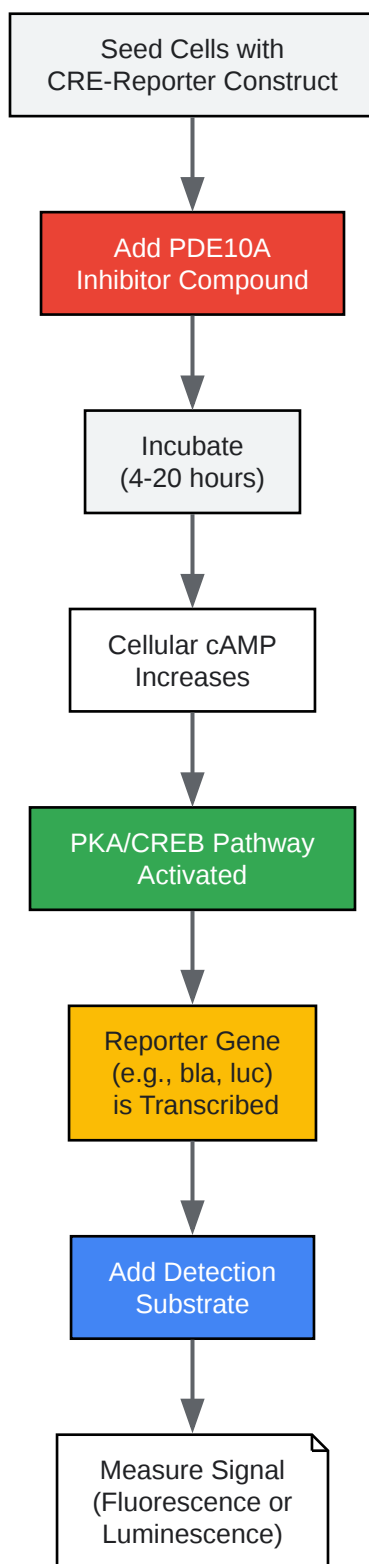 Seed Cells with
CRE-Reporter Construct
Add PDE10A
Inhibitor Compound
Incubate
(4-20 hours)
Cellular cAMP
Increases
PKA/CREB Pathway
Activated
Reporter Gene
(e.g., bla, luc)
is Transcribed
Add Detection
Substrate
Measure Signal
(Fluorescence or
Luminescence)